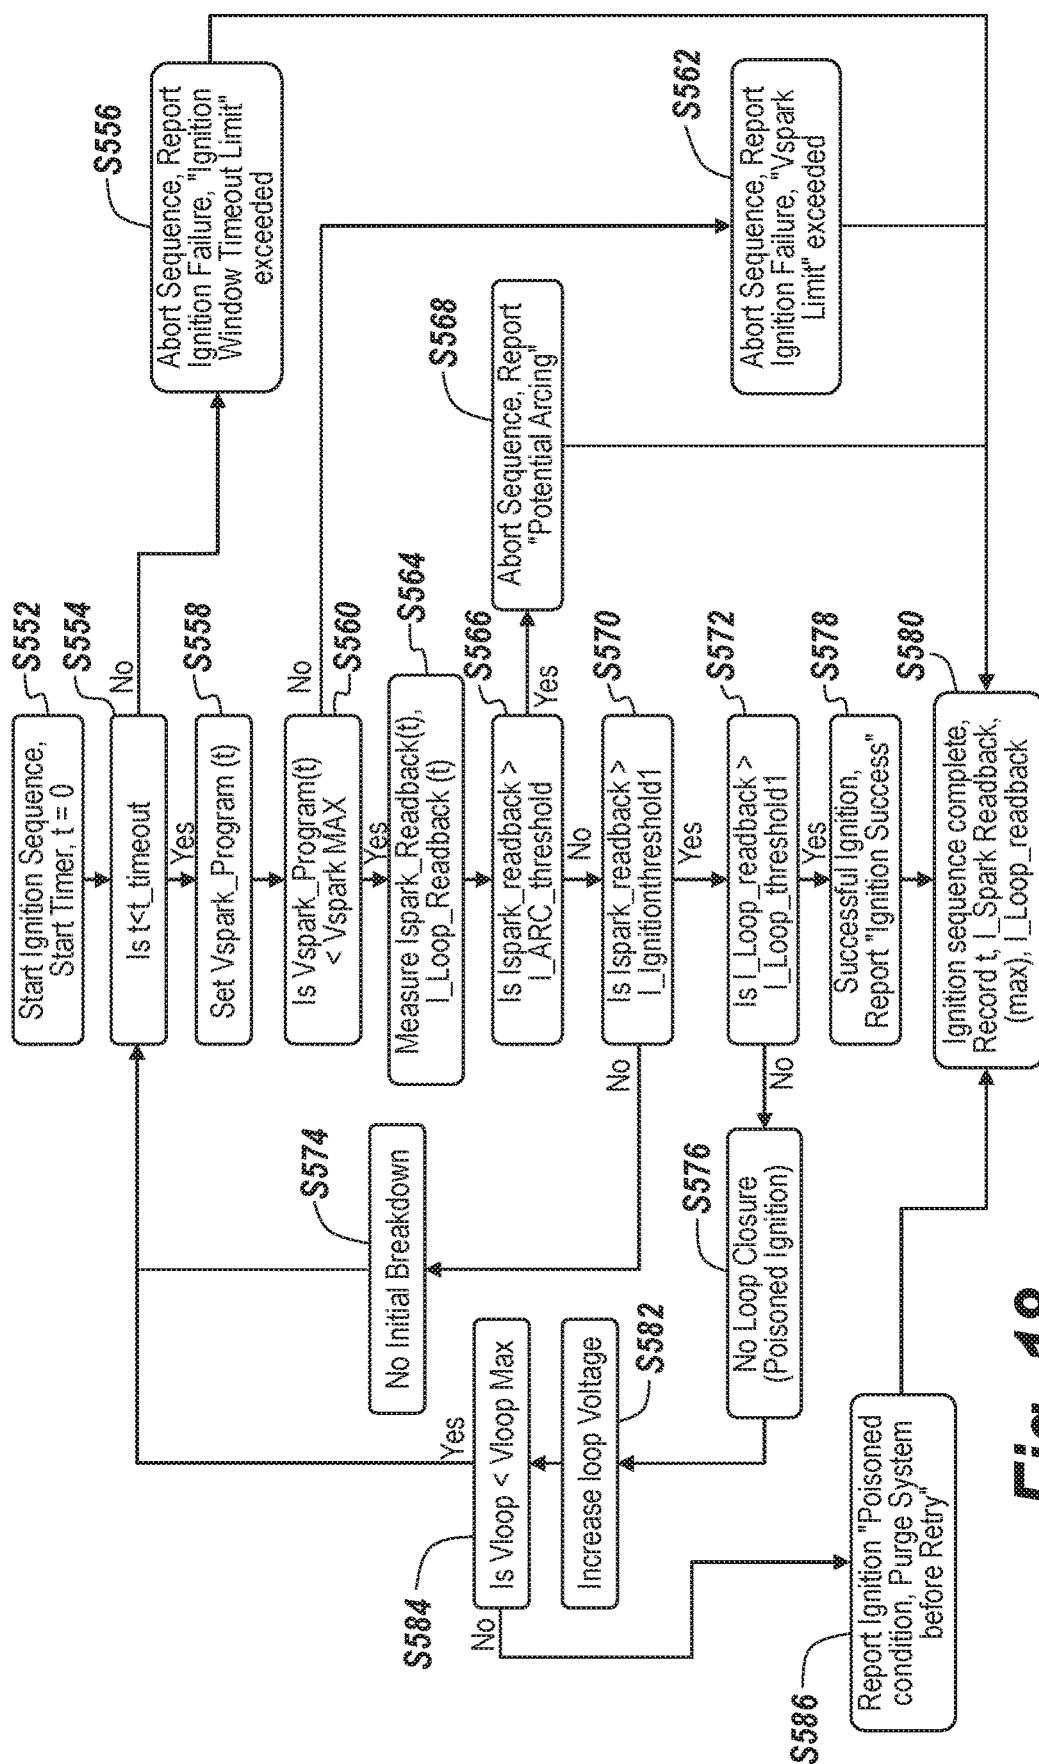 Start Ignition Sequence,
Start Timer, t = 0
S552
Is t<t_timeout
S554
No
Abort Sequence, Report
Ignition Failure, "Ignition
Window Timeout Limit"
exceeded
S556
Yes
Set Vspark_Program (t)
S558
Is Vspark_Program(t)
< Vspark MAX
S560
No
Abort Sequence, Report
Ignition Failure, "Vspark
Limit" exceeded
S562
Yes
Measure Ispark_Readback(t),
I_Loop_Readback (t)
S564
Is Ispark_readback >
I_ARC_threshold
S566
Yes
Abort Sequence, Report
"Potential Arcing"
S568
No
Is Ispark_readback >
I_Ignitionthreshold1
S570
No
No Initial Breakdown
S574
Yes
Is I_Loop_readback >
I_Loop_threshold1
S572
No
No Loop Closure
(Poisoned Ignition)
S576
Yes
Successful Ignition,
Report "Ignition Success"
S578
Ignition sequence complete,
Record t, I_Spark Readback,
(max), I_Loop_readback
S580
Increase loop Voltage
S582
Is Vloop < Vloop Max
S584
Yes
No
Report Ignition "Poisoned
condition, Purge System
before Retry"
S586